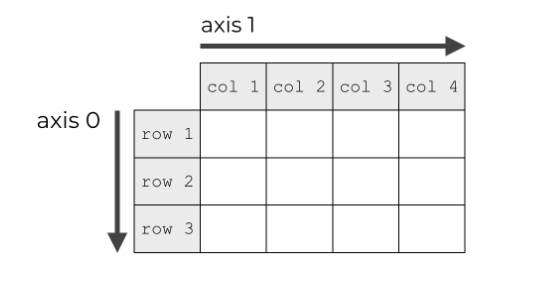 axis 1
col 1 col 2 col 3 col 4
axis 0
row 1
row 2
row 3